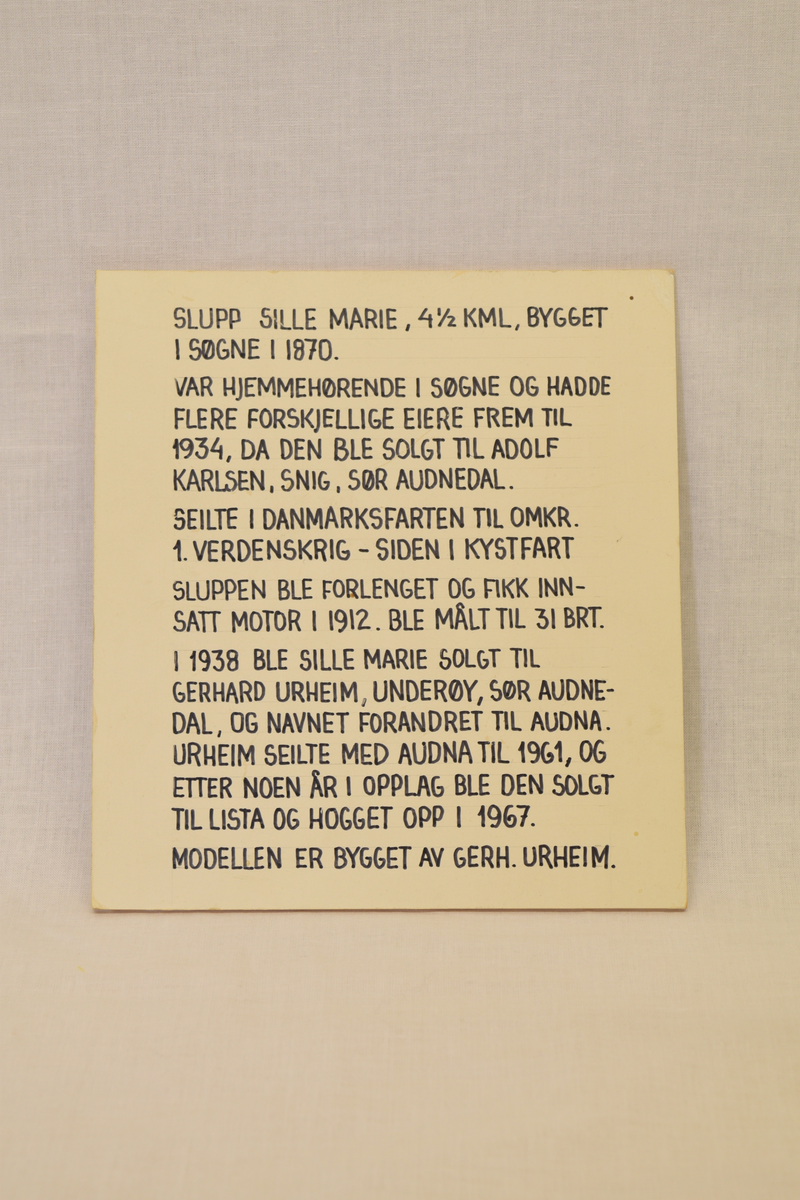 SLUPP SILLE MARIE, 4½ KML, BYGGET
I SØGNE I 1870.
VAR HJEMMEHØRENDE I SØGNE OG HADDE
FLERE FORSKJELLIGE EIERE FREM TIL
1934, DA DEN BLE SOLGT TIL ADOLF
KARLSEN, SNIG, SØR AUDNEDAL.
SEILTE I DANMARKSFARTEN TIL OMKR.
1. VERDENSKRIG - SIDEN I KYSTFART
SLUPPEN BLE FORLENGET OG FIKK INN-
SATT MOTOR I 1912. BLE MÅLT TIL 31 BRT.
I 1938 BLE SILLE MARIE SOLGT TIL
GERHARD URHEIM, UNDERØY, SØR AUDNE-
DAL, OG NAVNET FORANDRET TIL AUDNA.
URHEIM SEILTE MED AUDNA TIL 1961, OG
ETTER NOEN ÅR I OPPLAG BLE DEN SOLGT
TIL LISTA OG HOGGET OPP I 1967.
MODELLEN ER BYGGET AV GERH. URHEIM.